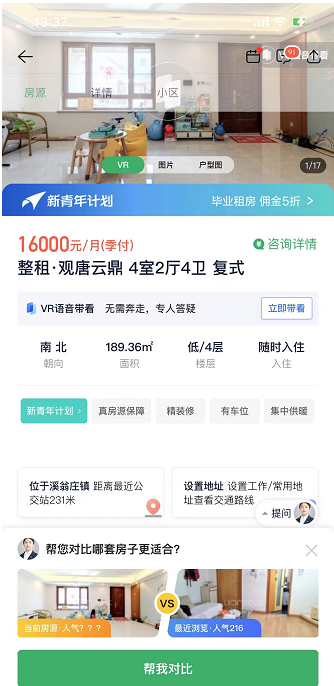 13:37
91
VR语音带看
房源 详情 小区
VR 图片 户型图
1/17
新青年计划 毕业租房 佣金5折 >
16000元/月(季付) 咨询详情
整租·观唐云鼎 4室2厅4卫 复式
VR语音带看 无需奔走，专人答疑 立即带看
南 北 189.36㎡ 低/4层 随时入住
朝向 面积 楼层 入住
新青年计划 > 真房源保障 精装修 有车位 集中供暖
位于溪翁庄镇 距离最近公
交站231米
设置地址 设置工作/常用地
址查看交通路线
提问
帮您对比哪套房子更适合?
VS
当前房源·人气? ? ? 最近浏览·人气216
帮我对比